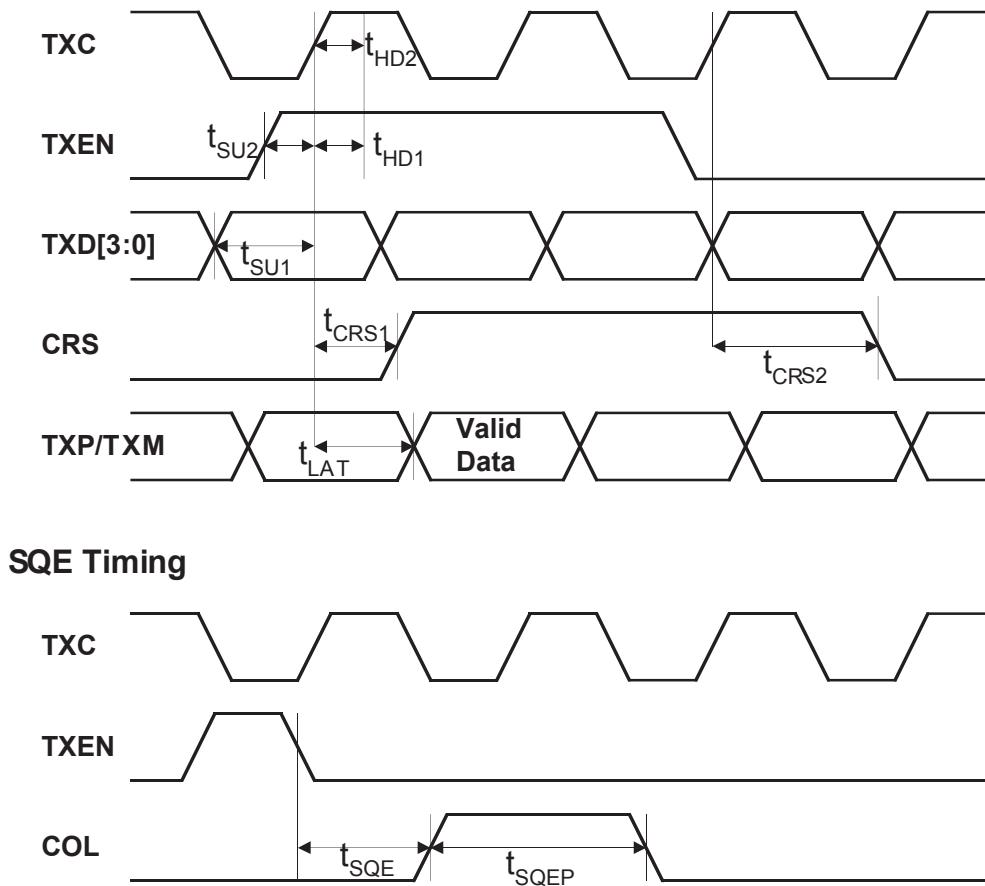 TXC
tHD2
TXEN
tSU2
tHD1
TXD[3:0]
tSU1
CRS
tCRS1
tCRS2
TXP/TXM
tLAT
Valid
Data
SQE Timing
TXC
TXEN
COL
tSQE
tSQEP